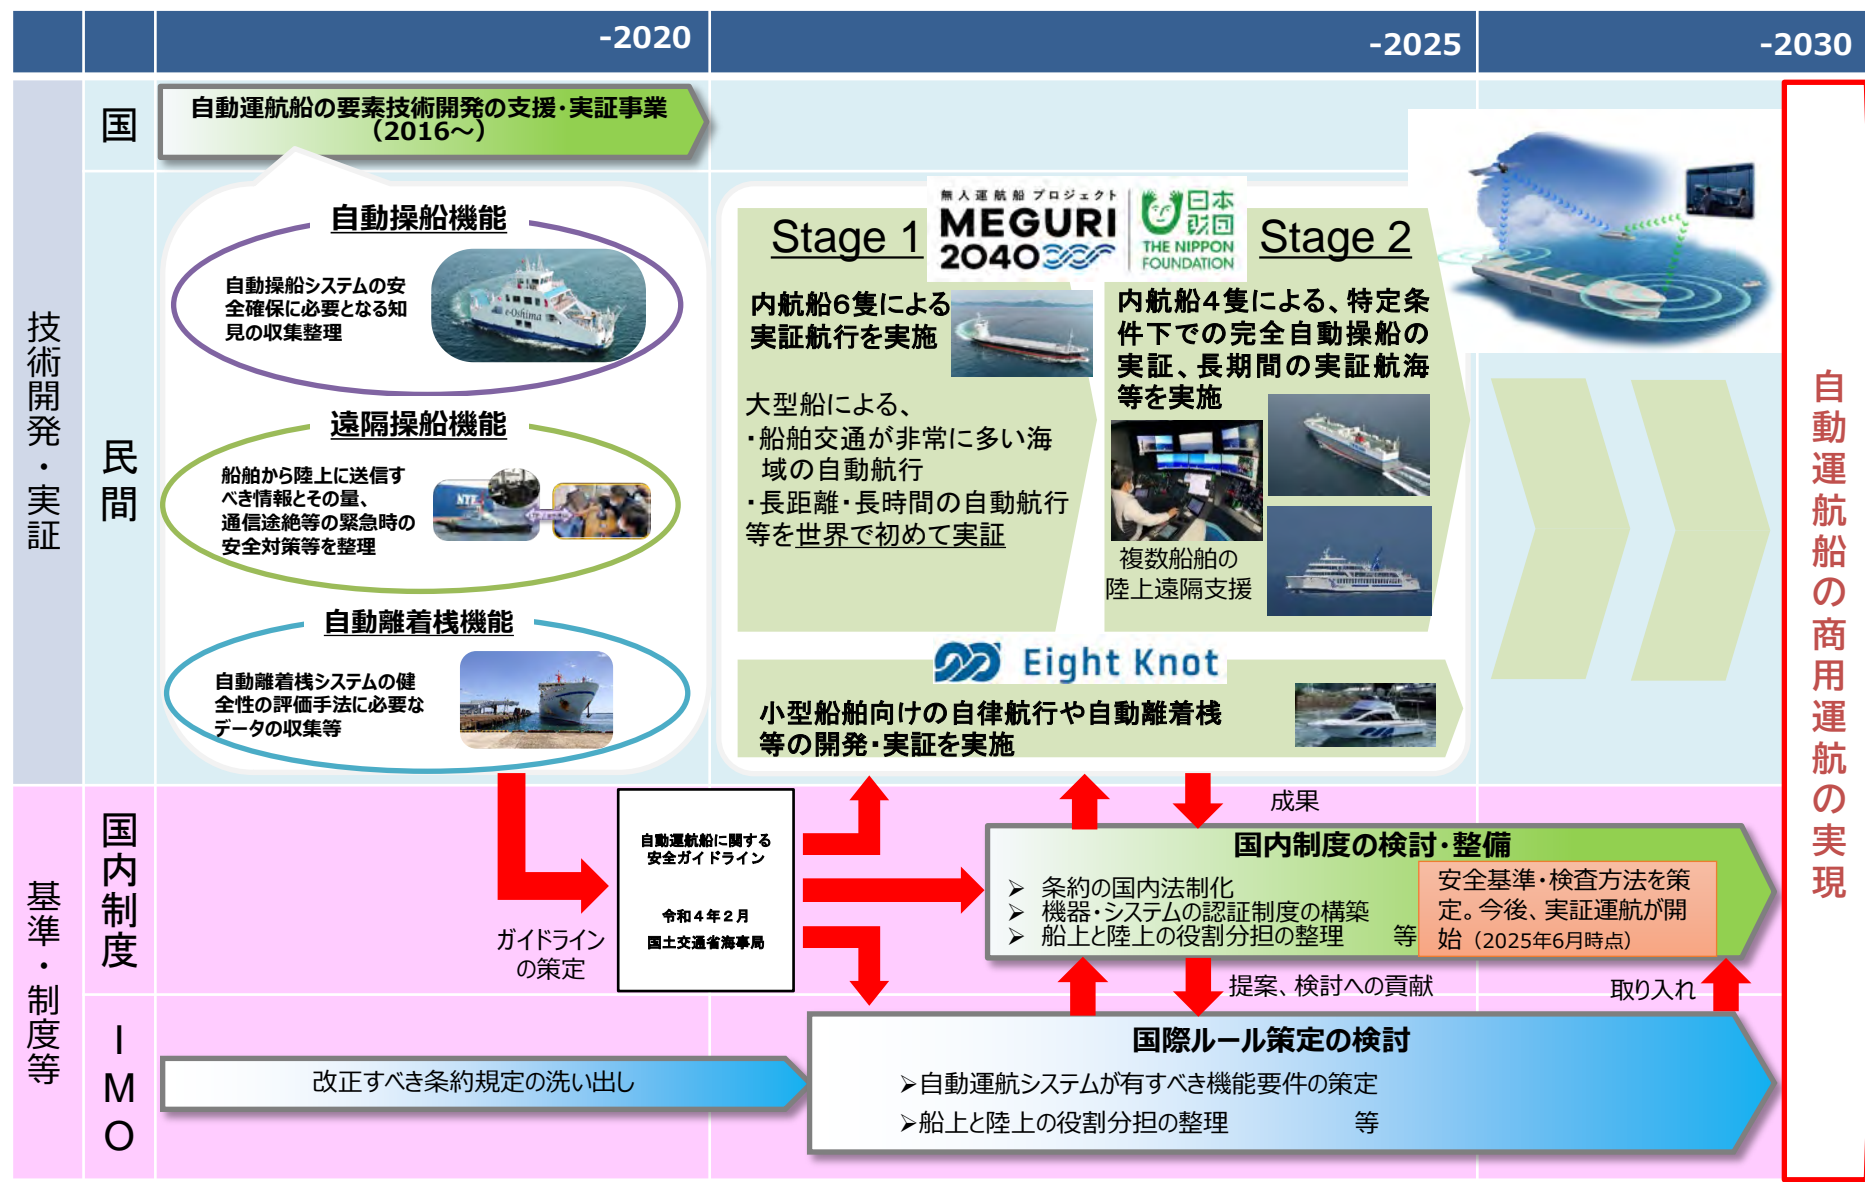 -2020
-2025
-2030
技術開発・実証
国
自動運航船の要素技術開発の支援・実証事業
（2016～）
民間
自動操船機能
自動操船システムの安
全確保に必要となる知
見の収集整理
e-Oshima
遠隔操船機能
船舶から陸上に送信す
べき情報とその量、
通信途絶等の緊急時の
安全対策等を整理
自動離着桟機能
自動離着桟システムの健
全性の評価手法に必要な
データの収集等
無人運航船プロジェクト
MEGURI
2040
日本
財団
THE NIPPON
FOUNDATION
Stage 1
内航船6隻による
実証航行を実施
大型船による、
・船舶交通が非常に多い海
域の自動航行
・長距離・長時間の自動航行
等を世界で初めて実証
Stage 2
内航船4隻による、特定条
件下での完全自動操船の
実証、長期間の実証航海
等を実施
複数船舶の
陸上遠隔支援
Eight Knot
小型船舶向けの自律航行や自動離着桟
等の開発・実証を実施
自動運航船の商用運航の実現
基準・制度等
国内制度
ガイドライン
の策定
自動運航船に関する
安全ガイドライン
令和4年2月
国土交通省海事局
成果
国内制度の検討・整備
➢ 条約の国内法制化
➢ 機器・システムの認証制度の構築
➢ 船上と陸上の役割分担の整理 等
安全基準・検査方法を策
定。今後、実証運航が開
始（2025年6月時点）
提案、検討への貢献
取り入れ
IMO
改正すべき条約規定の洗い出し
国際ルール策定の検討
➢自動運航システムが有すべき機能要件の策定
➢船上と陸上の役割分担の整理 等